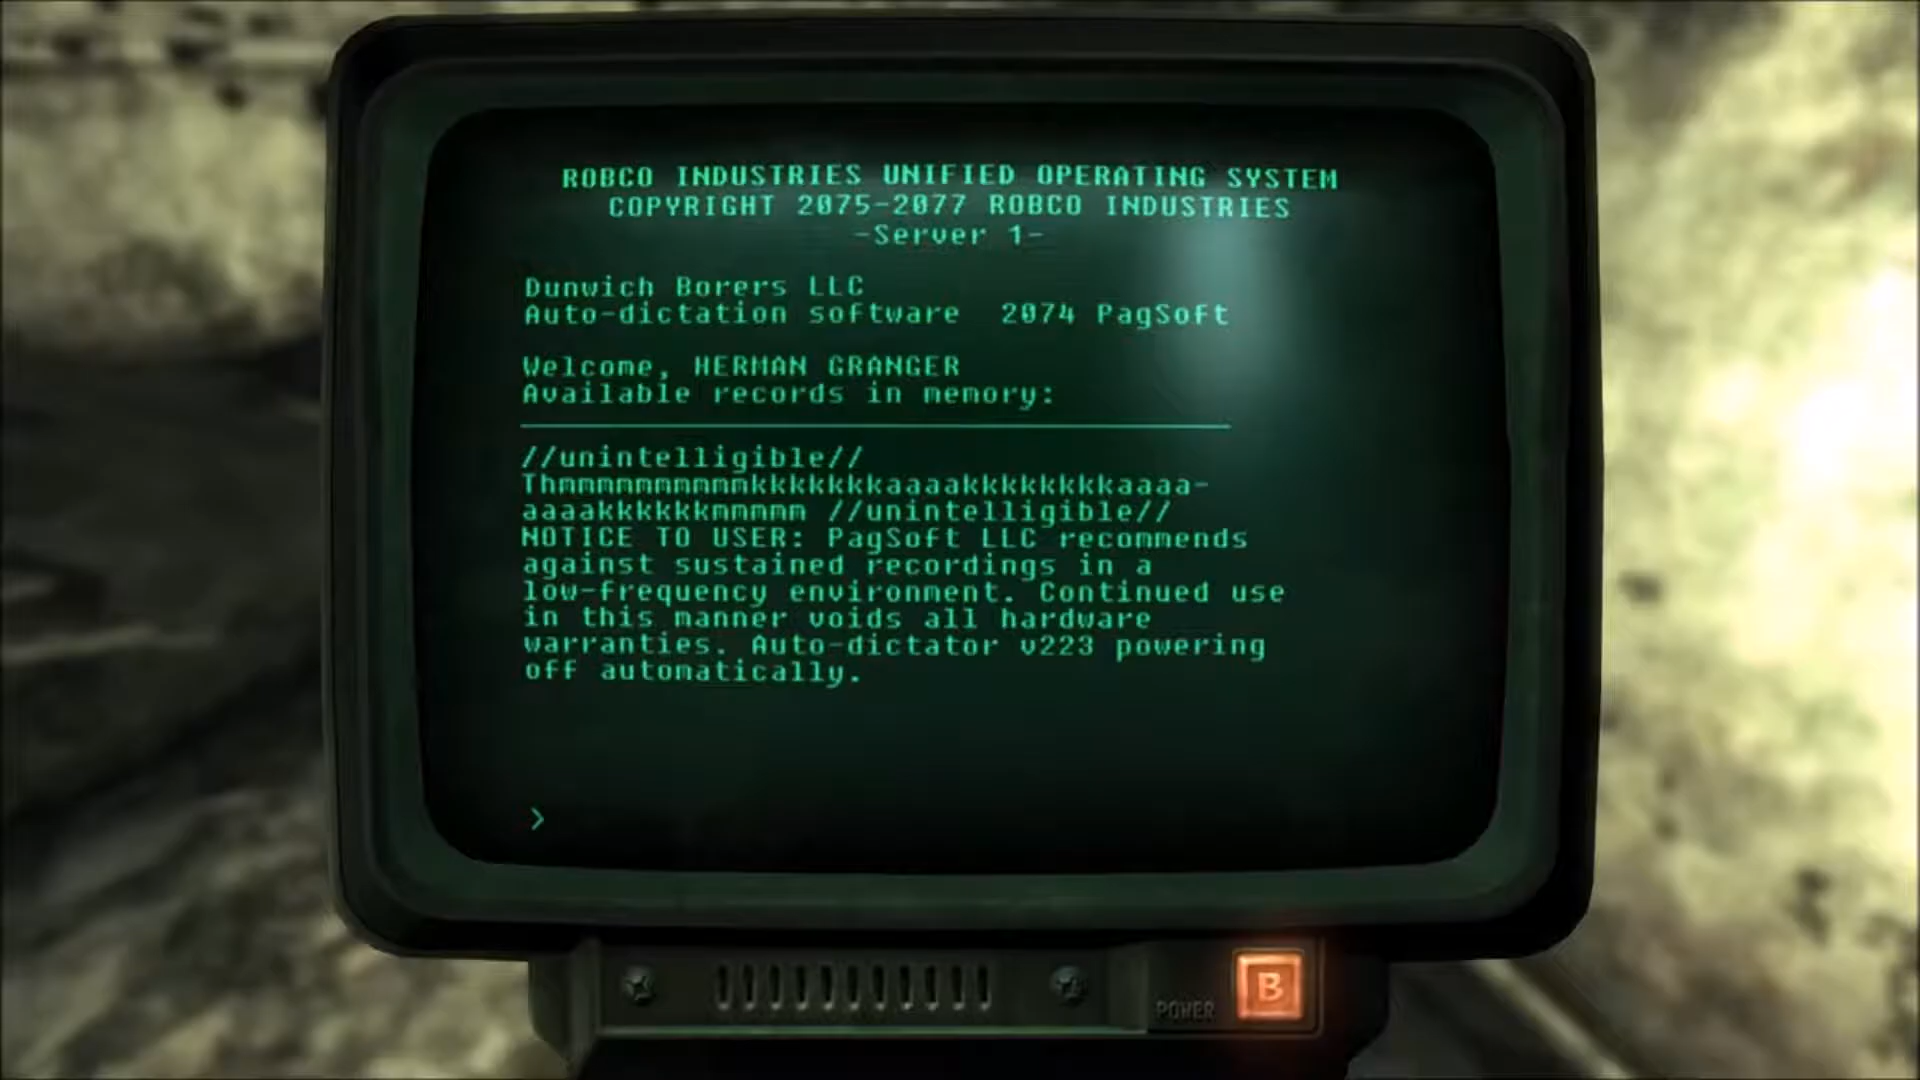 ROBCO INDUSTRIES UNIFIED OPERATING SYSTEM
COPYRIGHT 2075-2077 ROBCO INDUSTRIES
-Server 1-
Dunwich Borers LLC
Auto-dictation software  2074 PagSoft
Welcome, HERMAN GRANGER
Available records in memory:
//unintelligible//
Thmmmmmmmmmmkkkkkkkaaaakkkkkkkkaaaa-
aaaakkkkkkmmmmm //unintelligible//
NOTICE TO USER: PagSoft LLC recommends
against sustained recordings in a
low-frequency environment. Continued use
in this manner voids all hardware
warranties. Auto-dictator v223 powering
off automatically.
>
POWER
B